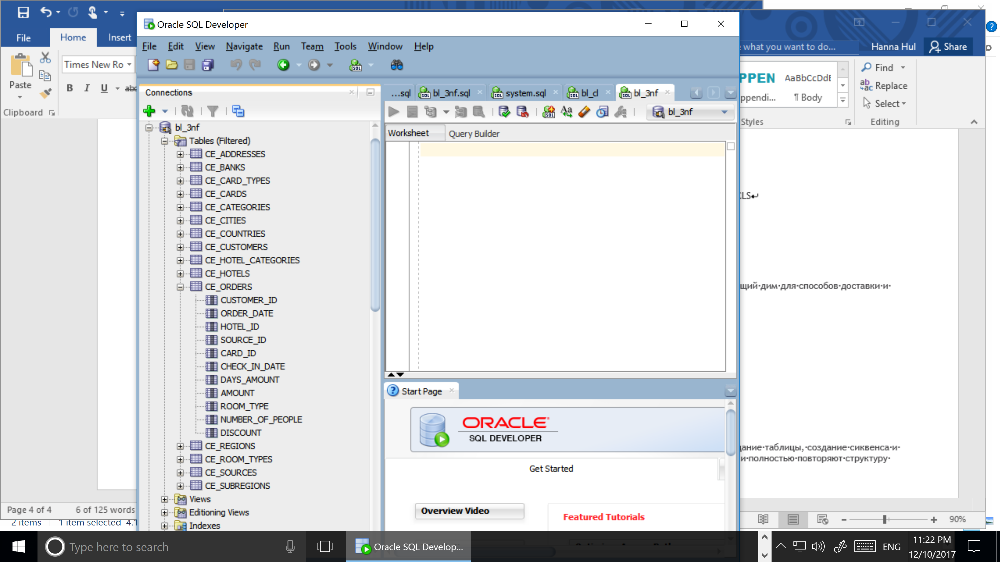 File
Home
Insert
Times New Ro
Paste
B I U abc
Clipboard
Page 4 of 4
6 of 125 words
2 items
1 item selected 4.1
Oracle SQL Developer
File Edit View Navigate Run Team Tools Window Help
Connections
bl_3nf
Tables (Filtered)
CE_ADDRESSES
CE_BANKS
CE_CARD_TYPES
CE_CARDS
CE_CATEGORIES
CE_CITIES
CE_COUNTRIES
CE_CUSTOMERS
CE_HOTEL_CATEGORIES
CE_HOTELS
CE_ORDERS
CUSTOMER_ID
ORDER_DATE
HOTEL_ID
SOURCE_ID
CARD_ID
CHECK_IN_DATE
DAYS_AMOUNT
AMOUNT
ROOM_TYPE
NUMBER_OF_PEOPLE
DISCOUNT
CE_REGIONS
CE_ROOM_TYPES
CE_SOURCES
CE_SUBREGIONS
Views
Editioning Views
Indexes
...sql bl_3nf.sql system.sql bl_cl bl_3nf
bl_3nf
Worksheet Query Builder
Start Page
ORACLE
SQL DEVELOPER
Get Started
Overview Video
Featured Tutorials
what you want to do...
Hanna Hul
Share
PPEN
AaBbCcDdE
ppendi...
¶ Body
Styles
Find
Replace
Select
Editing
CLS
щий·дим·для·способов·доставки·и·
дание·таблицы,·создание·сиквенса·и·
и·полностью·повторяют·структуру·
90%
Type here to search
Oracle SQL Develop...
ENG
11:22 PM
12/10/2017